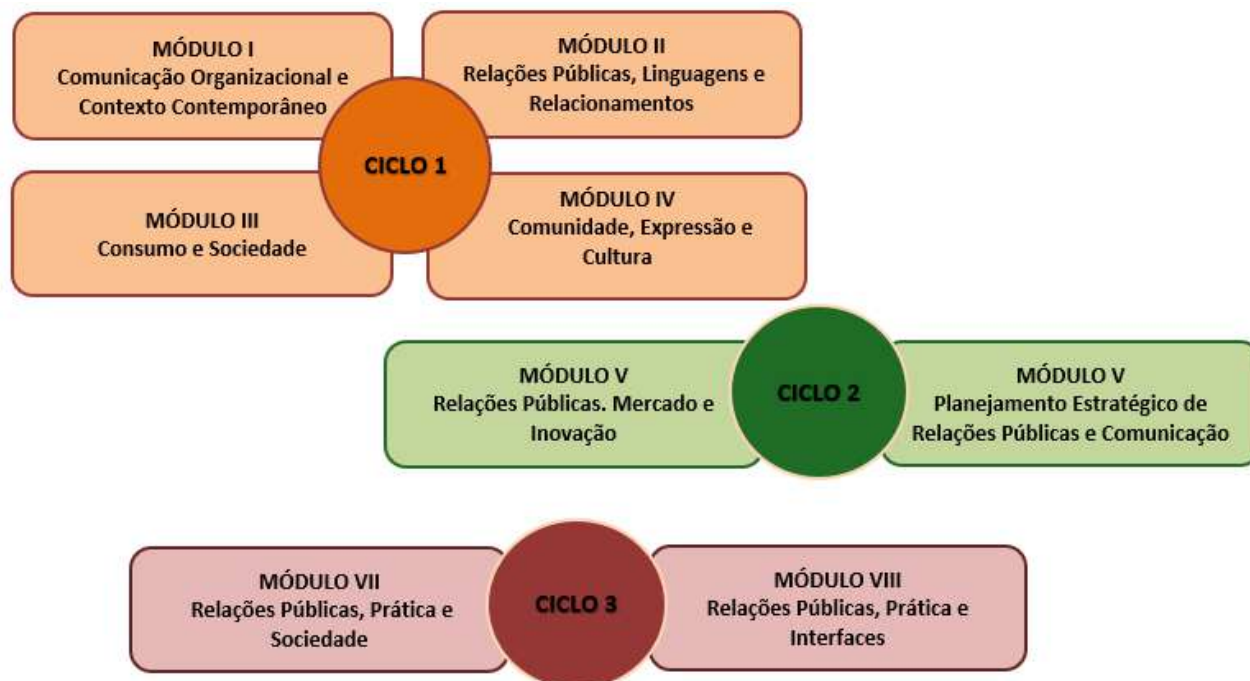 MÓDULO I
Comunicação Organizacional e
Contexto Contemporâneo
MÓDULO II
Relações Públicas, Linguagens e
Relacionamentos
CICLO 1
MÓDULO III
Consumo e Sociedade
MÓDULO IV
Comunidade, Expressão e
Cultura
MÓDULO V
Relações Públicas. Mercado e
Inovação
CICLO 2
MÓDULO V
Planejamento Estratégico de
Relações Públicas e Comunicação
MÓDULO VII
Relações Públicas, Prática e
Sociedade
CICLO 3
MÓDULO VIII
Relações Públicas, Prática e
Interfaces